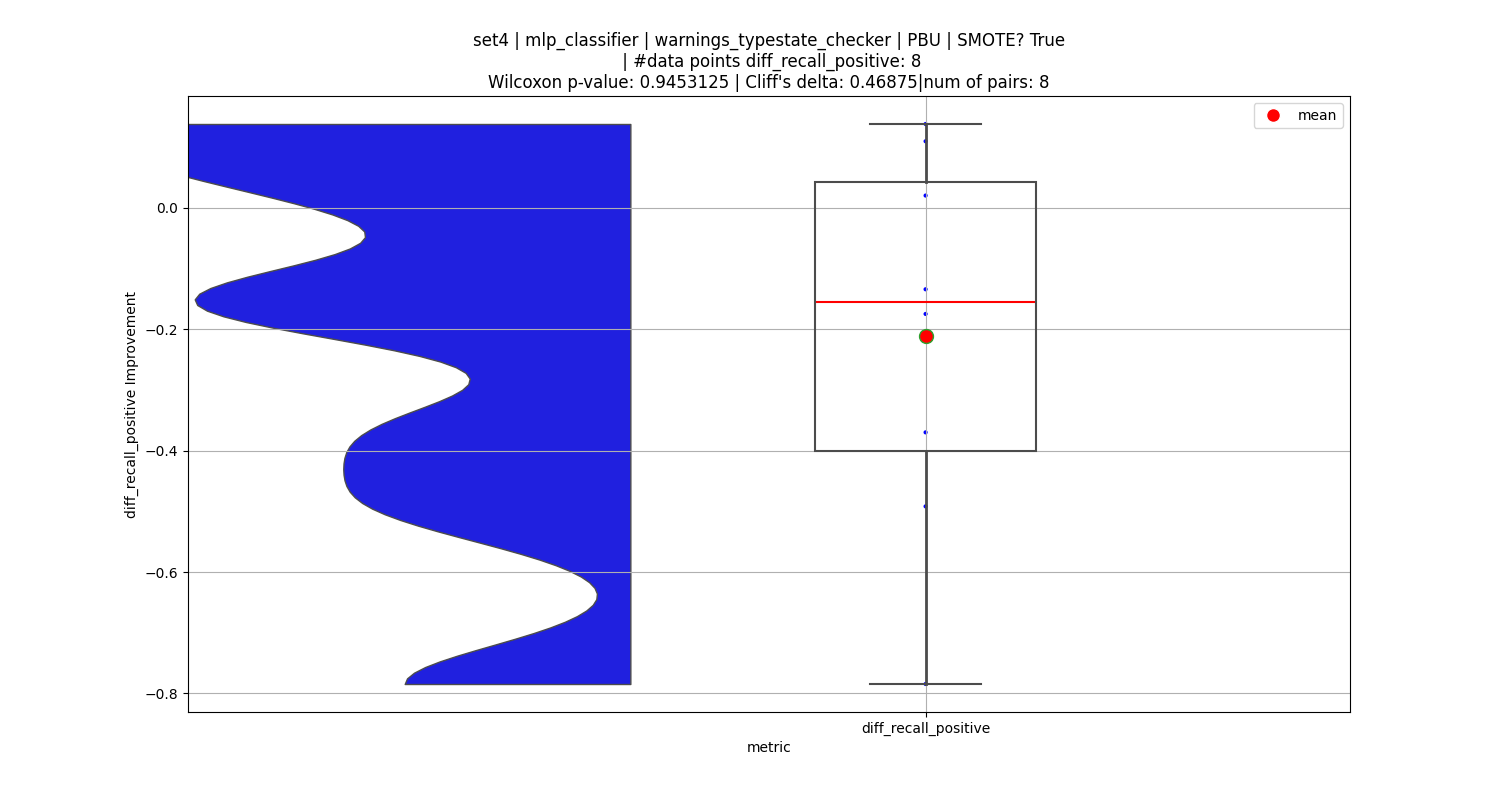 set4 | mlp_classifier | warnings_typestate_checker | PBU | SMOTE? True
| #data points diff_recall_positive: 8
Wilcoxon p-value: 0.9453125 | Cliff's delta: 0.46875|num of pairs: 8
mean
0.0
−0.2
−0.4
−0.6
−0.8
diff_recall_positive Improvement
diff_recall_positive
metric